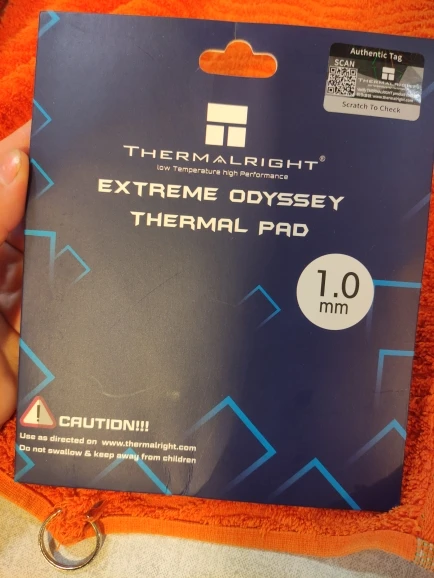 Authentic Tag
SCAN
Scratch To Check
THERMALRIGHT®
low Temperature high Performance
EXTREME ODYSSEY
THERMAL PAD
1.0
mm
CAUTION!!!
Use as directed on www.thermalright.com
Do not swallow & keep away from children